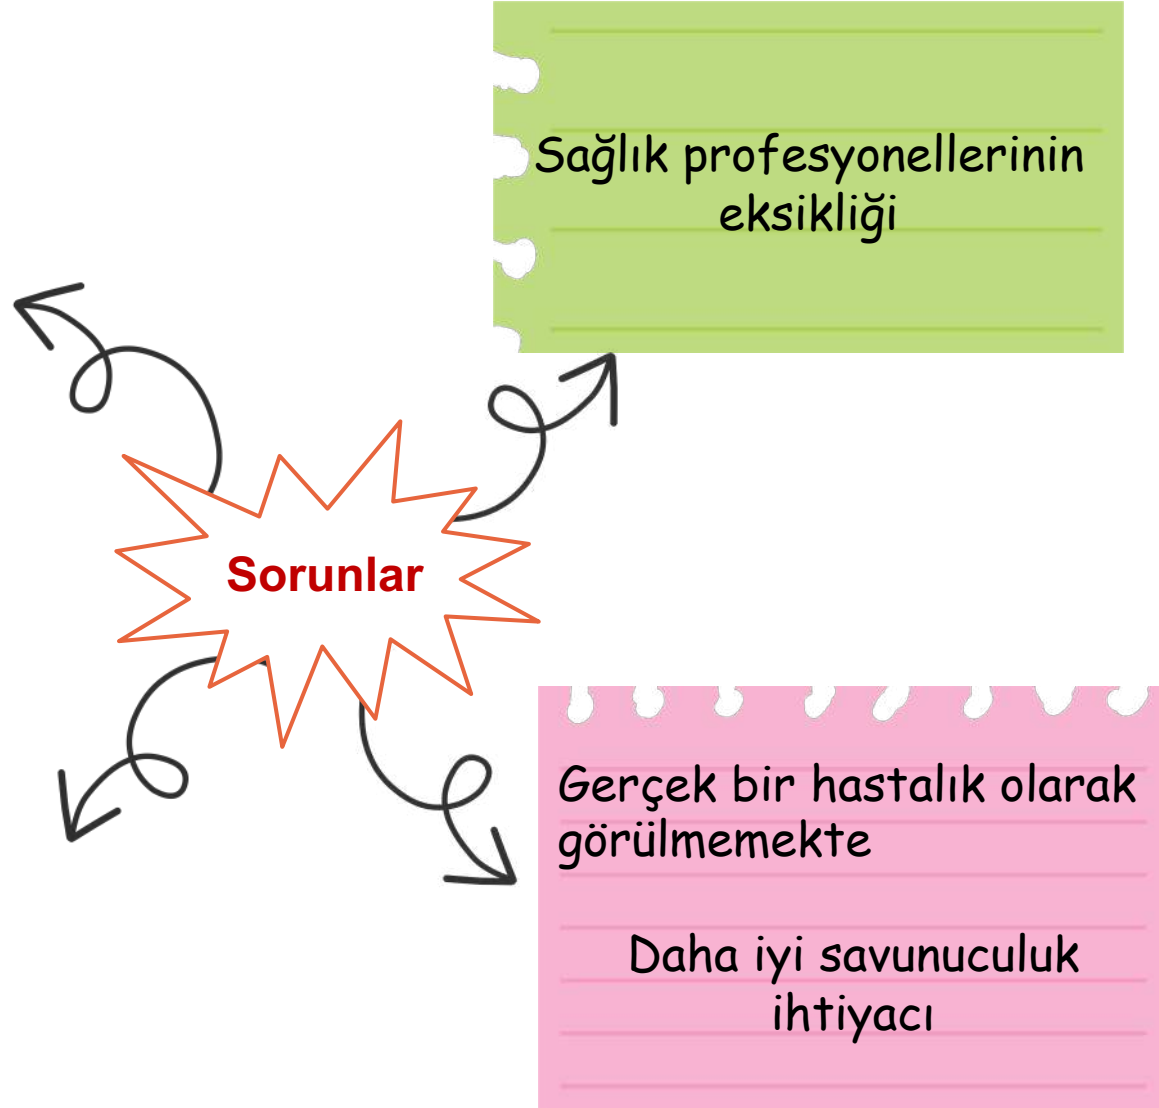 Sağlık profesyonellerinin
eksikliği
Sorunlar
Gerçek bir hastalık olarak
görülmemekte
Daha iyi savunuculuk
ihtiyacı